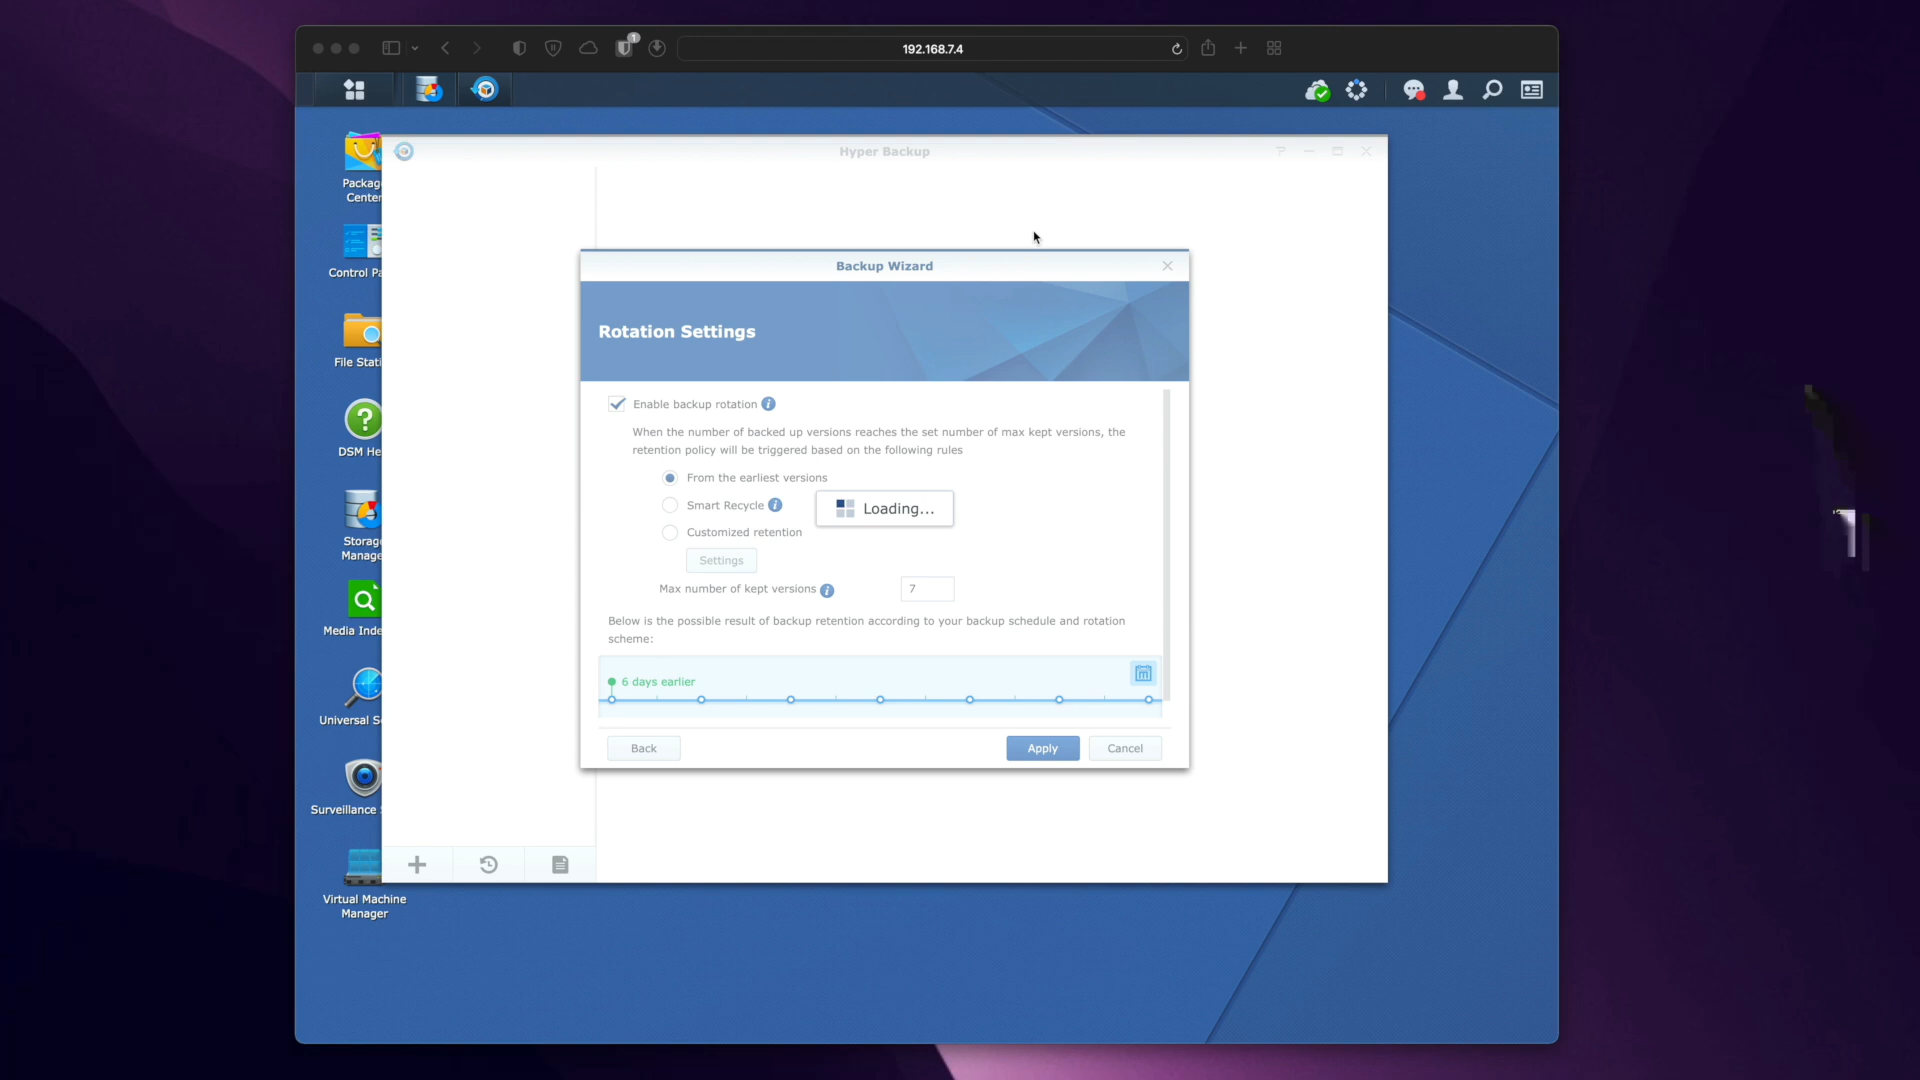 1
192.168.7.4
Hyper Backup
Packag
Center
Control Pa
File Stati
DSM He
Storag
Manage
Media Inde
Universal S
Surveillance
Virtual Machine
Manager
Backup Wizard
Rotation Settings
Enable backup rotation
When the number of backed up versions reaches the set number of max kept versions, the
retention policy will be triggered based on the following rules
From the earliest versions
Smart Recycle
Loading...
Customized retention
Settings
Max number of kept versions
7
Below is the possible result of backup retention according to your backup schedule and rotation
scheme:
6 days earlier
Back
Apply
Cancel